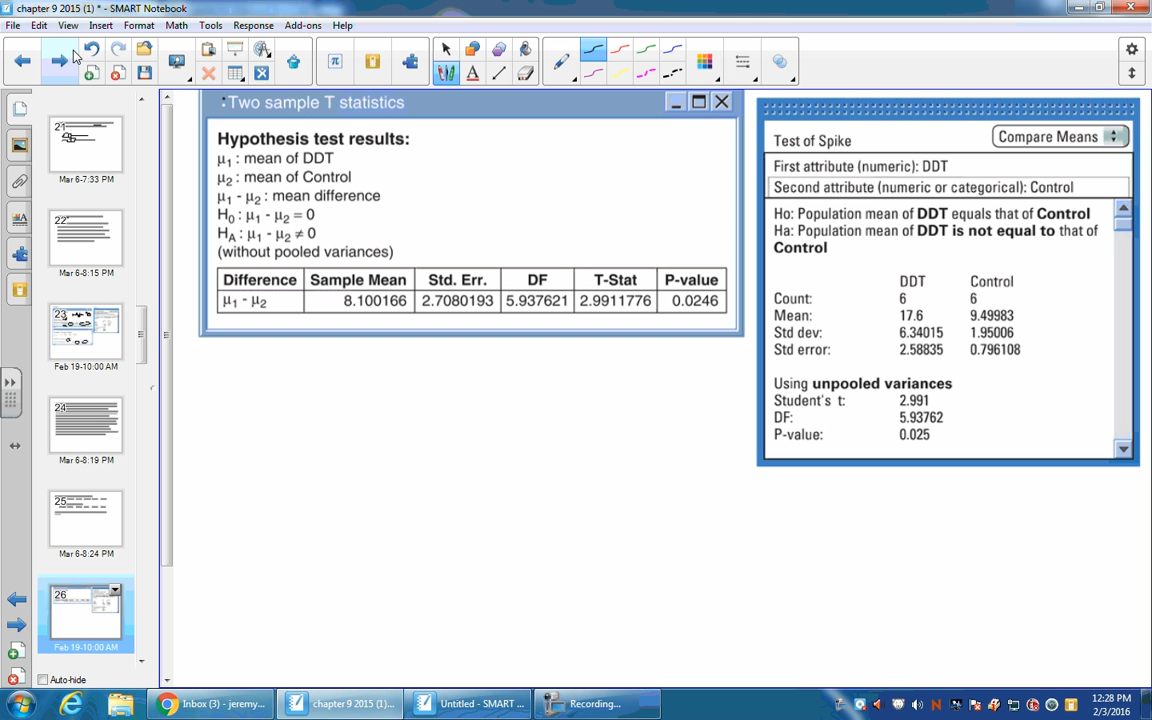 chapter 9 2015 (1) * - SMART Notebook
File Edit View Insert Format Math Tools Response Add-ons Help
21
Mar 6-7:33 PM
22
Mar 6-8:15 PM
23
Feb 19-10:00 AM
24
Mar 6-8:19 PM
25
Mar 6-8:24 PM
26
Feb 19-10:00 AM
Auto-hide
:Two sample T statistics
Hypothesis test results:
μ1 : mean of DDT
μ2 : mean of Control
μ1 - μ2 : mean difference
H0 : μ1 - μ2 = 0
HA : μ1 - μ2 ≠ 0
(without pooled variances)
Difference Sample Mean Std. Err. DF T-Stat P-value
μ1 - μ2 8.100166 2.7080193 5.937621 2.9911776 0.0246
Test of Spike Compare Means
First attribute (numeric): DDT
Second attribute (numeric or categorical): Control
Ho: Population mean of DDT equals that of Control
Ha: Population mean of DDT is not equal to that of
Control
DDT Control
Count: 6 6
Mean: 17.6 9.49983
Std dev: 6.34015 1.95006
Std error: 2.58835 0.796108
Using unpooled variances
Student's t: 2.991
DF: 5.93762
P-value: 0.025
Inbox (3) - jeremy... chapter 9 2015 (1)... Untitled - SMART ... Recording...
12:28 PM
2/3/2016